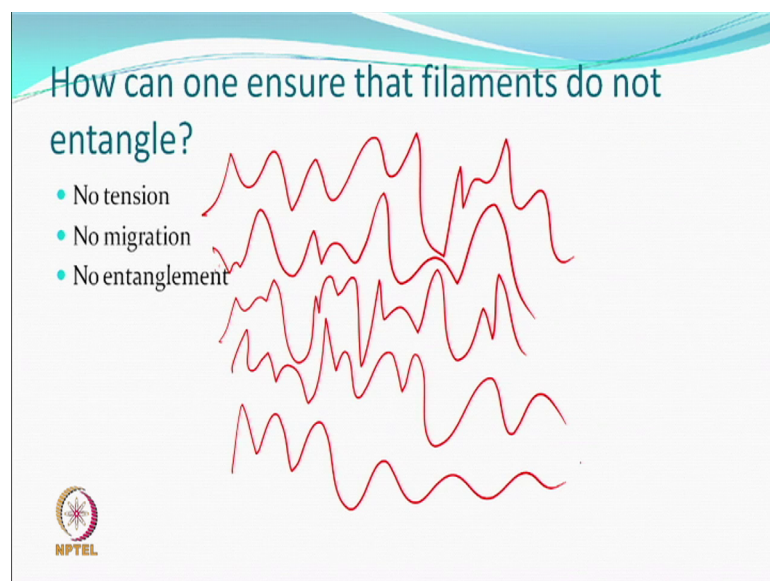 How can one ensure that filaments do not
entangle?
No tension
No migration
No entanglement
NPTEL